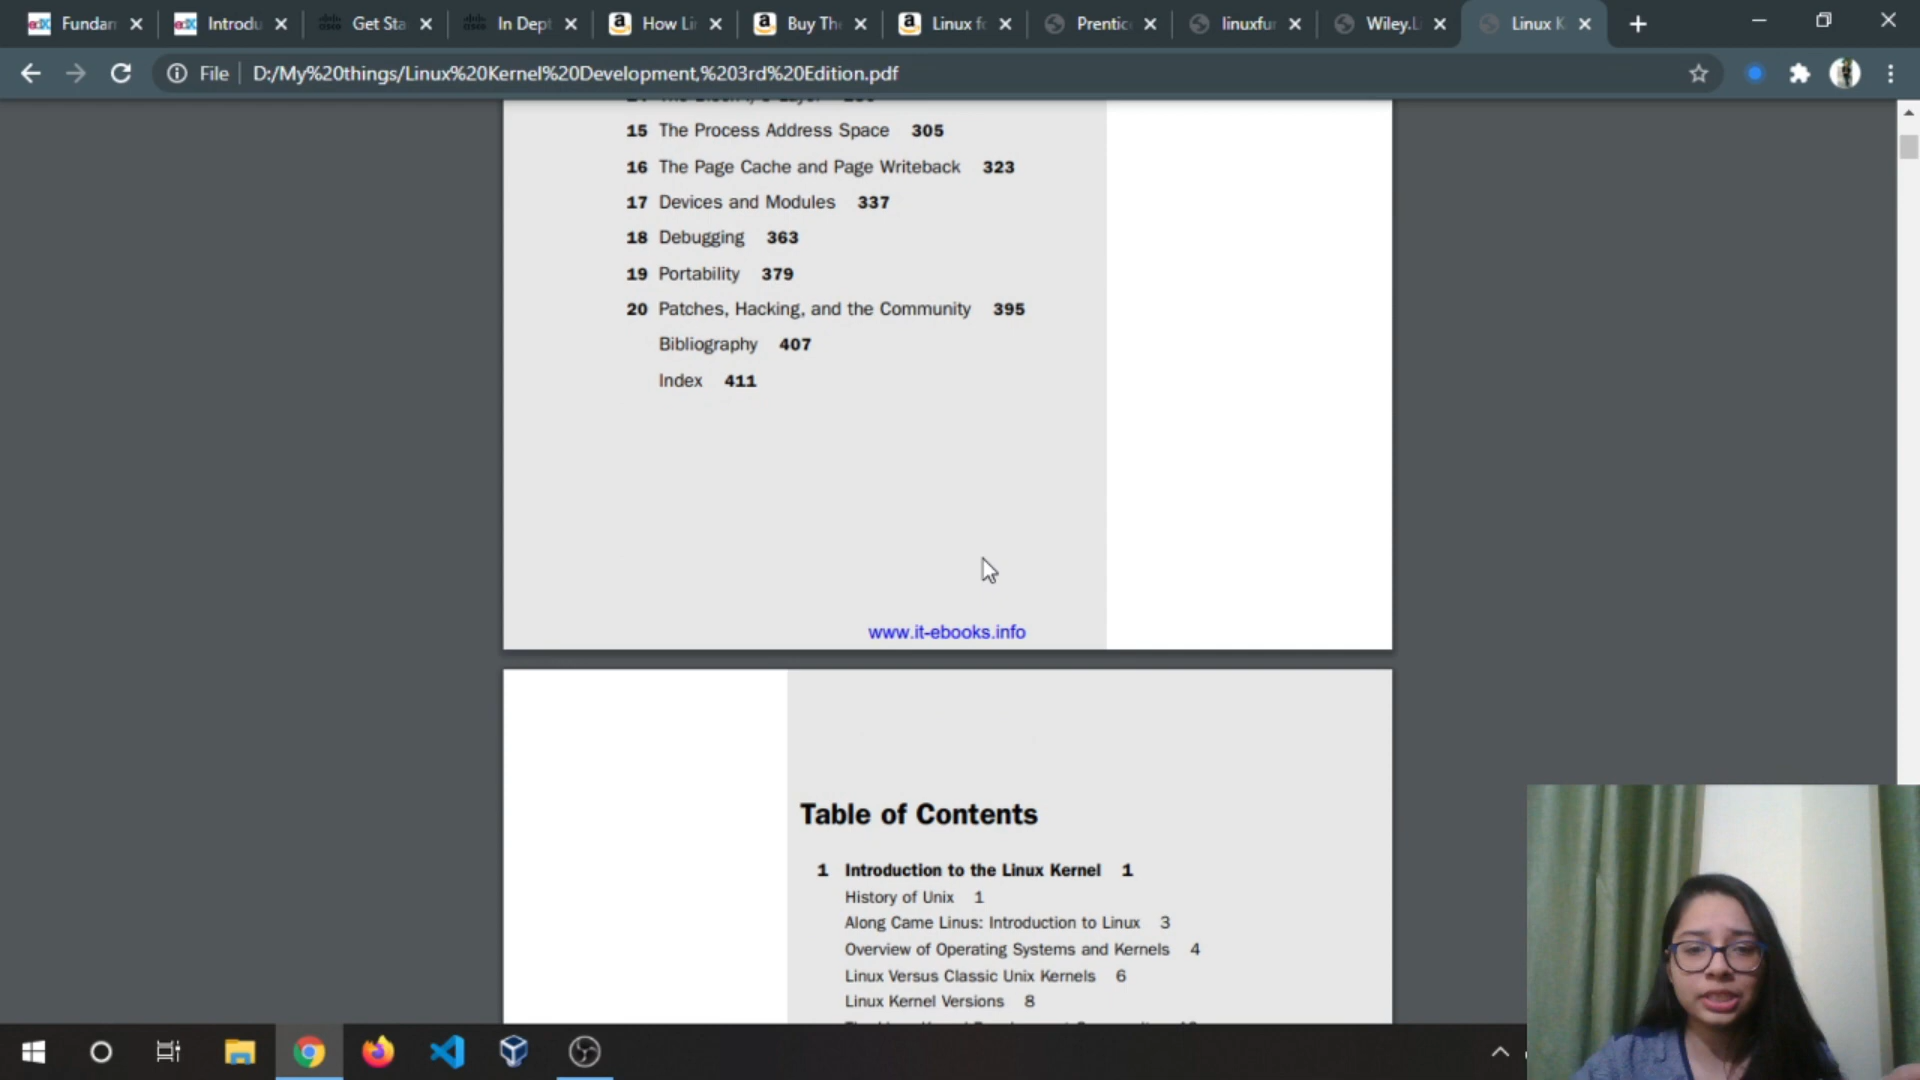 Fundan
Introdu
Get Sta
In Dept
How Li
Buy Th
Linux fo
Prentic
linuxfu
Wiley.L
Linux K
File
D:/My%20things/Linux%20Kernel%20Development,%203rd%20Edition.pdf
15 The Process Address Space 305
16 The Page Cache and Page Writeback 323
17 Devices and Modules 337
18 Debugging 363
19 Portability 379
20 Patches, Hacking, and the Community 395
Bibliography 407
Index 411
www.it-ebooks.info
Table of Contents
1 Introduction to the Linux Kernel 1
History of Unix 1
Along Came Linus: Introduction to Linux 3
Overview of Operating Systems and Kernels 4
Linux Versus Classic Unix Kernels 6
Linux Kernel Versions 8